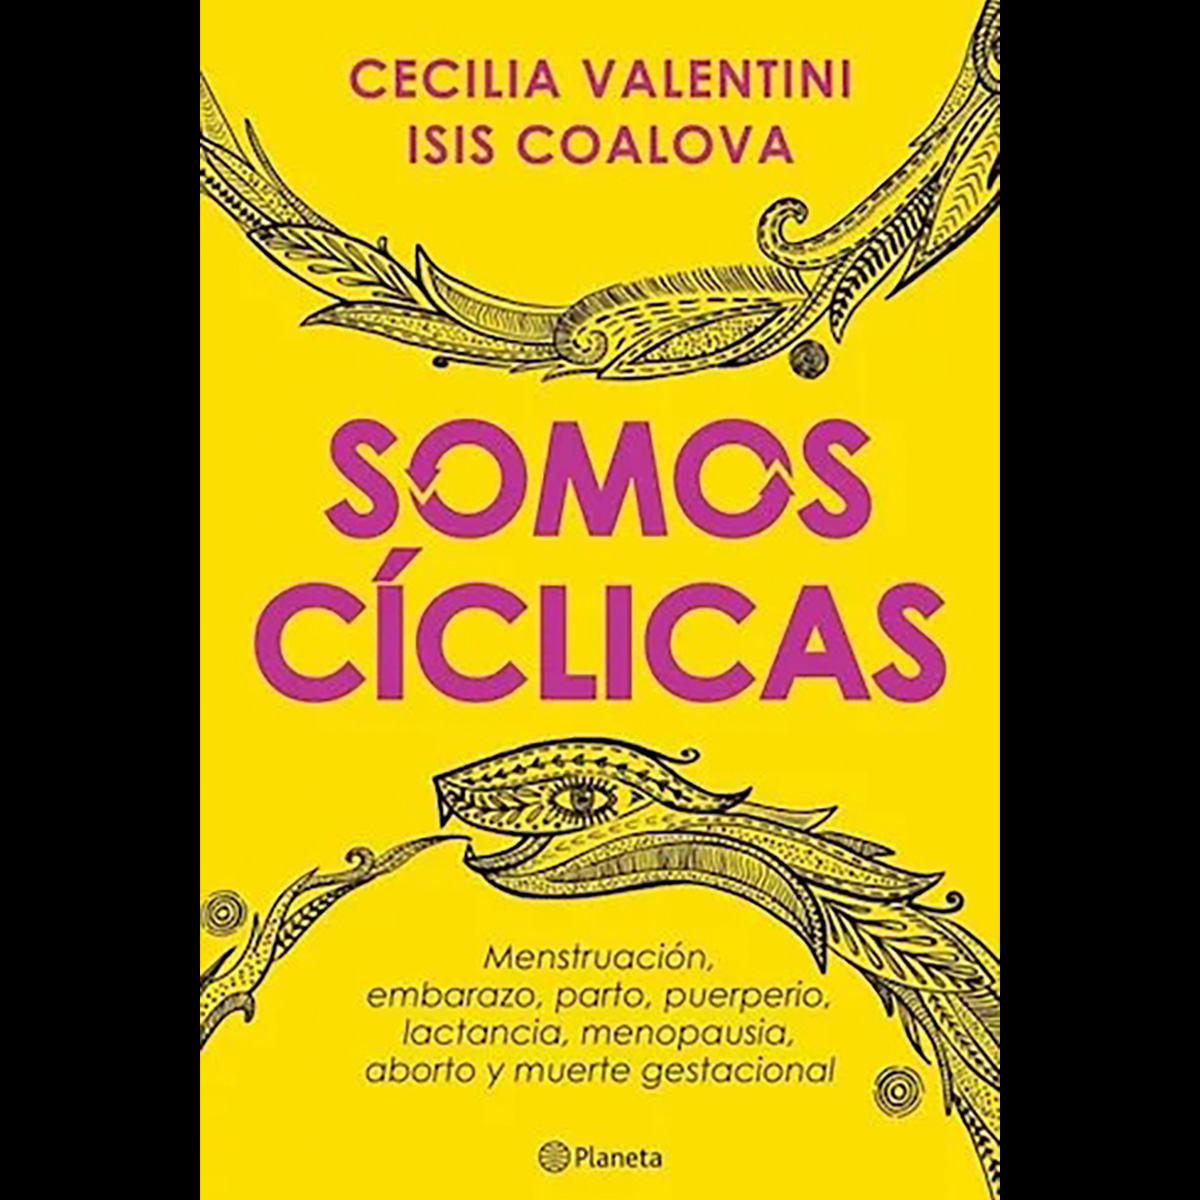 CECILIA VALENTINI
ISIS COALOVA
SOMOS
CÍCLICAS
Menstruación,
embarazo, parto, puerperio,
lactancia, menopausia,
aborto y muerte gestacional
Planeta